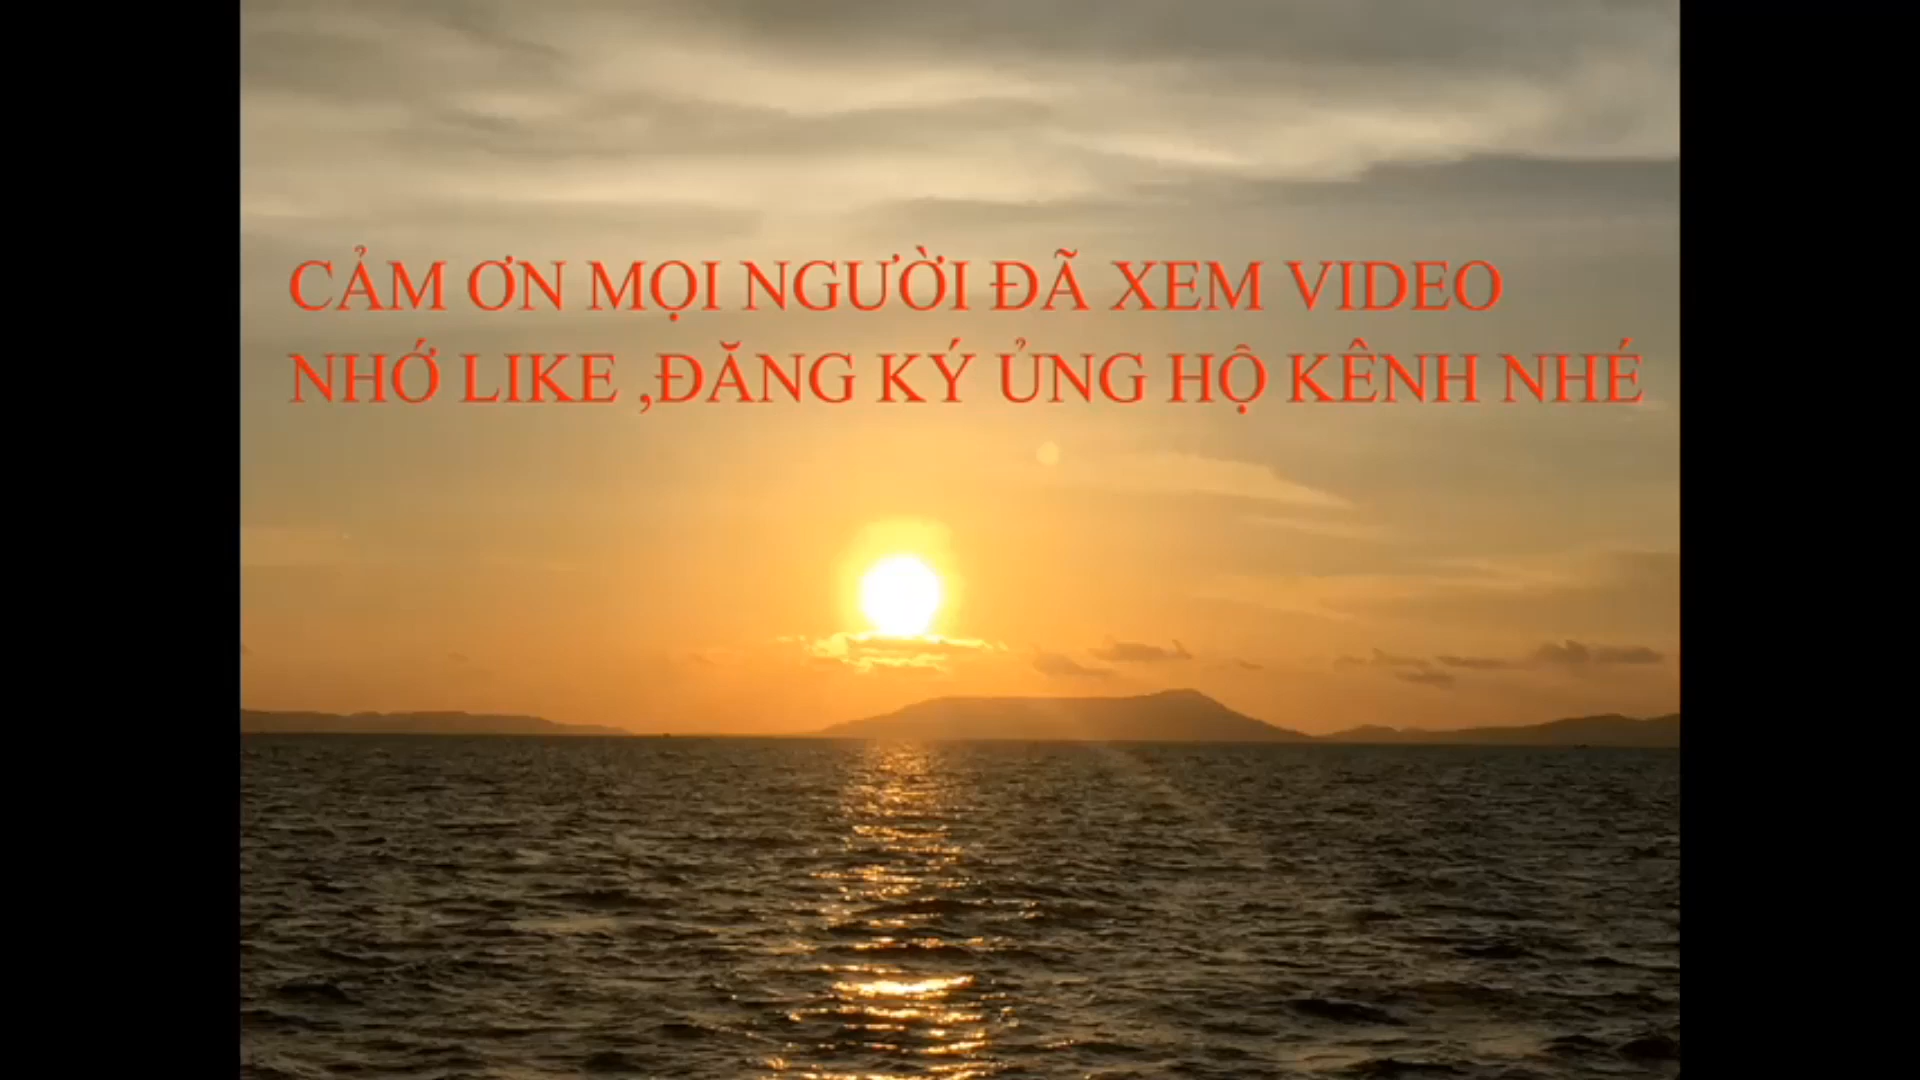 CẢM ƠN MỌI NGƯỜI ĐÃ XEM VIDEO
NHỚ LIKE ,ĐĂNG KÝ ỦNG HỘ KÊNH NHÉ